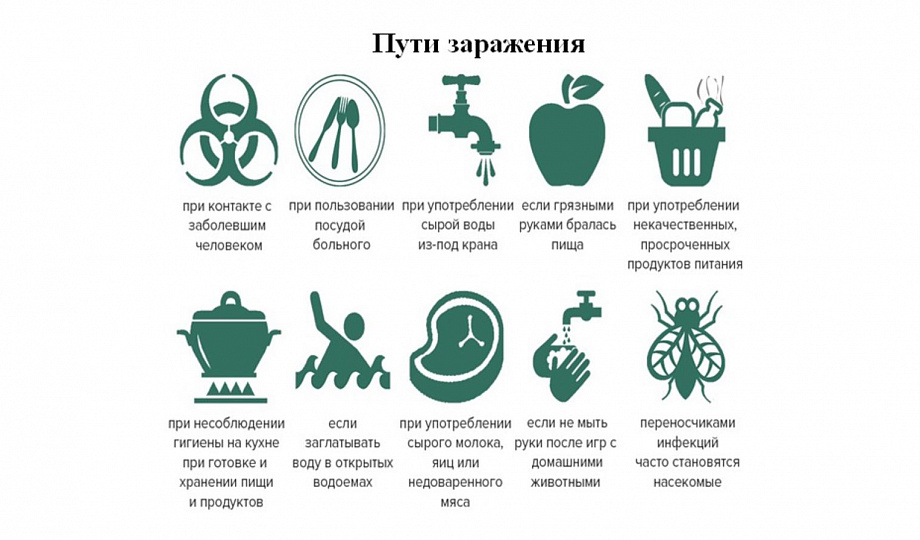 Пути заражения
при контакте с
заболевшим
человеком
при пользовании
посудой
больного
при употреблении
сырой воды
из-под крана
если грязными
руками бралась
пища
при употреблении
некачественных,
просроченных
продуктов питания
при несоблюдении
гигиены на кухне
при готовке и
хранении пищи
и продуктов
если
заглатывать
воду в открытых
водоемах
при употреблении
сырого молока,
яиц или
недоваренного
мяса
если не мыть
руки после игр с
домашними
животными
переносчиками
инфекций
часто становятся
насекомые